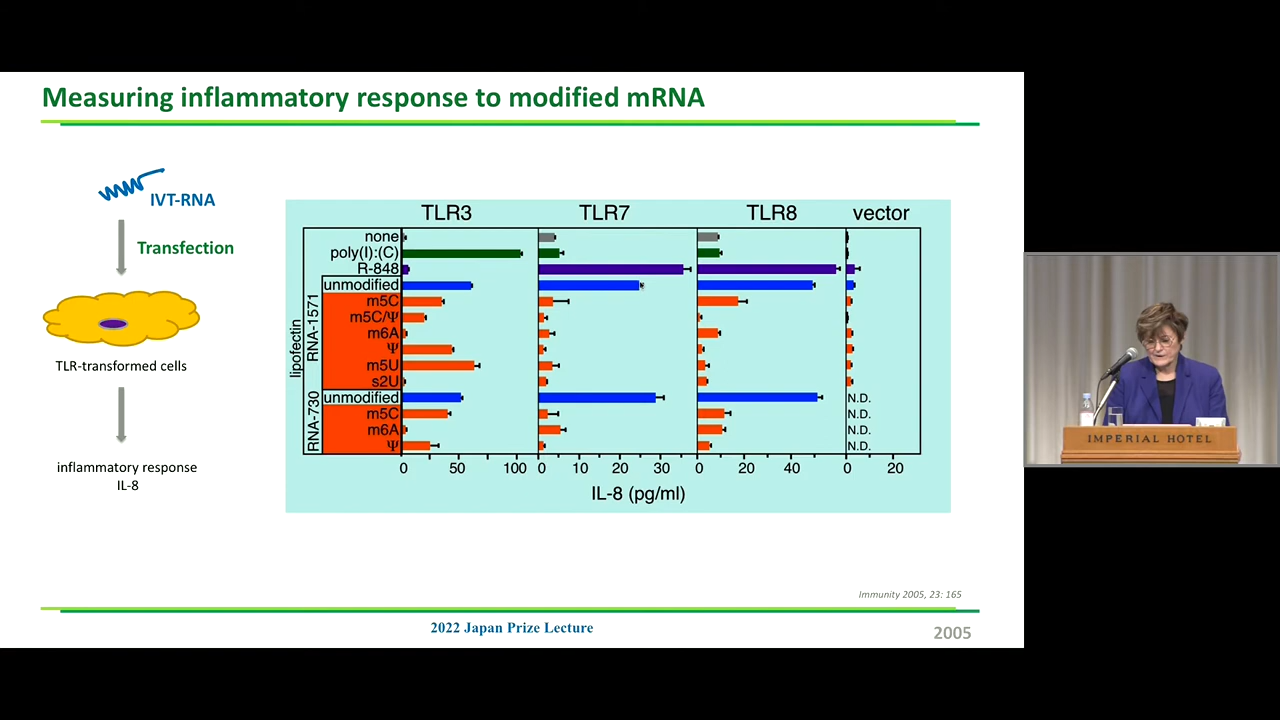 Measuring inflammatory response to modified mRNA
IVT-RNA
Transfection
TLR-transformed cells
inflammatory response
IL-8
TLR3 TLR7 TLR8 vector
none
poly(I):(C)
R-848
lipofectin
RNA-1571
unmodified
m5C
m5C/Ψ
m6A
Ψ
m5U
s2U
RNA-730
unmodified N.D.
m5C N.D.
m6A N.D.
Ψ N.D.
0 50 100 0 10 20 30 0 20 40 0 20
IL-8 (pg/ml)
Immunity 2005, 23: 165
2022 Japan Prize Lecture
2005
IMPERIAL HOTEL